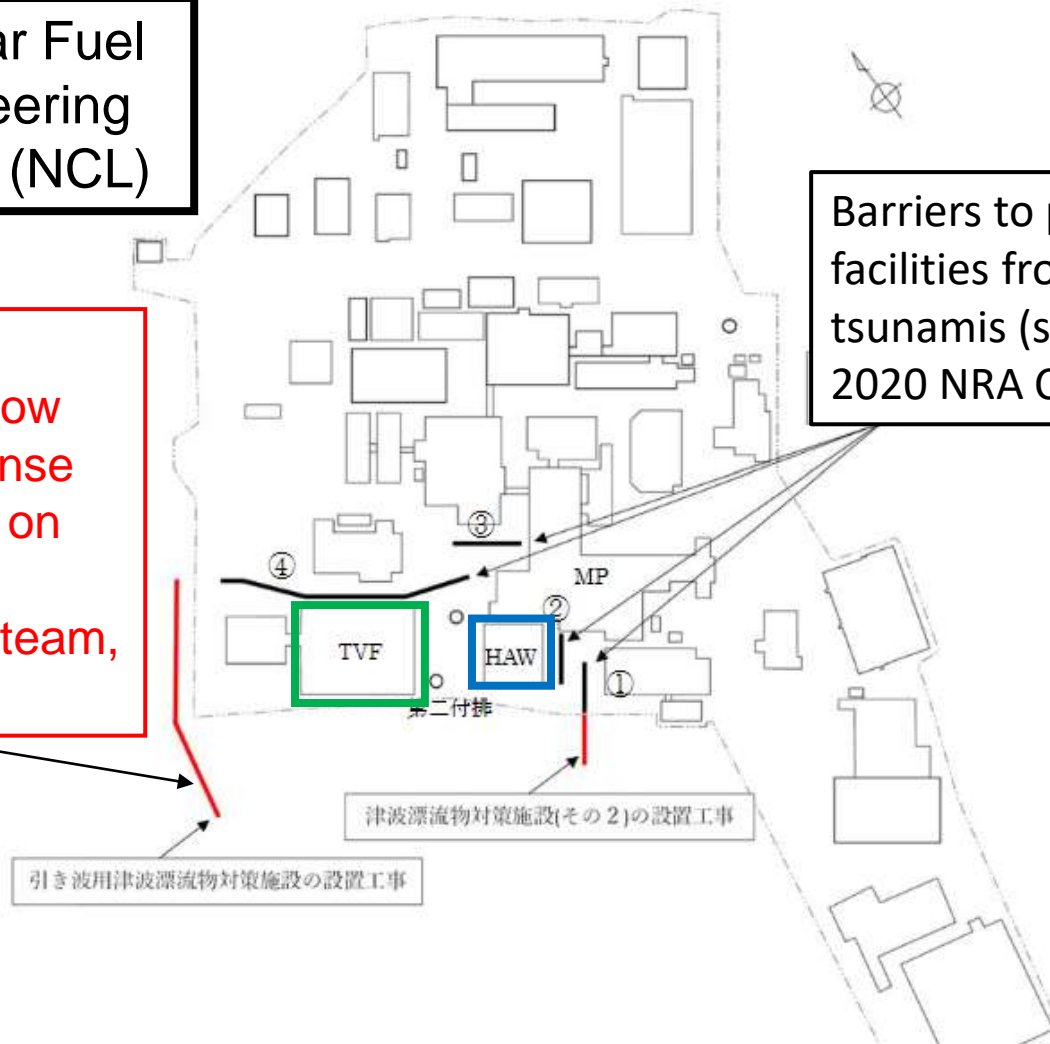 ar Fuel
eering
(NCL)
Barriers to p
facilities fro
tsunamis (s
2020 NRA C
ow
nse
on
team,
③
④
MP
②
TVF
HAW
①
第二付排
津波漂流物対策施設(その2)の設置工事
引き波用津波漂流物対策施設の設置工事